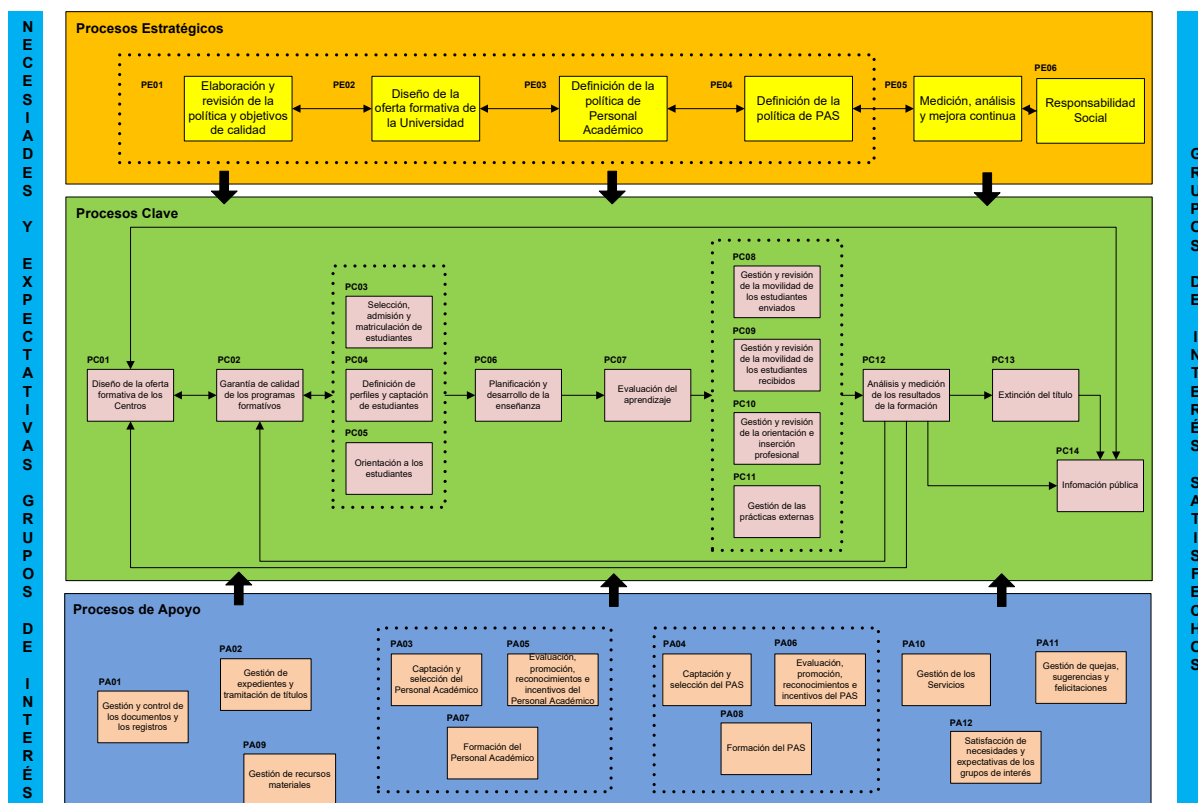 NECESIADES Y EXPECTATIVAS GRUPOS DE INTERÉS
Procesos Estratégicos
PE01
Elaboración y
revisión de la
política y objetivos
de calidad
PE02
Diseño de la
oferta formativa de
la Universidad
PE03
Definición de la
política de
Personal
Académico
PE04
Definición de la
política de PAS
PE05
Medición, análisis
y mejora continua
PE06
Responsabilidad
Social
Procesos Clave
PC01
Diseño de la oferta
formativa de los
Centros
PC02
Garantía de calidad
de los programas
formativos
PC03
Selección,
admisión y
matriculación de
estudiantes
PC04
Definición de
perfiles y captación
de estudiantes
PC05
Orientación a los
estudiantes
PC06
Planificación y
desarrollo de la
enseñanza
PC07
Evaluación del
aprendizaje
PC08
Gestión y revisión
de la movilidad de
los estudiantes
enviados
PC09
Gestión y revisión
de la movilidad de
los estudiantes
recibidos
PC10
Gestión y revisión
de la orientación e
inserción
profesional
PC11
Gestión de las
prácticas externas
PC12
Análisis y medición
de los resultados
de la formación
PC13
Extinción del título
PC14
Infomación pública
Procesos de Apoyo
PA01
Gestión y control de
los documentos y
los registros
PA02
Gestión de
expedientes y
tramitación de títulos
PA09
Gestión de recursos
materiales
PA03
Captación y
selección del
Personal Académico
PA05
Evaluación,
promoción,
reconocimientos e
incentivos del
Personal Académico
PA07
Formación del
Personal Académico
PA04
Captación y
selección del PAS
PA06
Evaluación,
promoción,
reconocimientos e
incentivos del PAS
PA08
Formación del PAS
PA10
Gestión de los
Servicios
PA11
Gestión de quejas,
sugerencias y
felicitaciones
PA12
Satisfacción de
necesidades y
expectativas de los
grupos de interés
GRUPOS DE INTERÉS SATISFECHOS